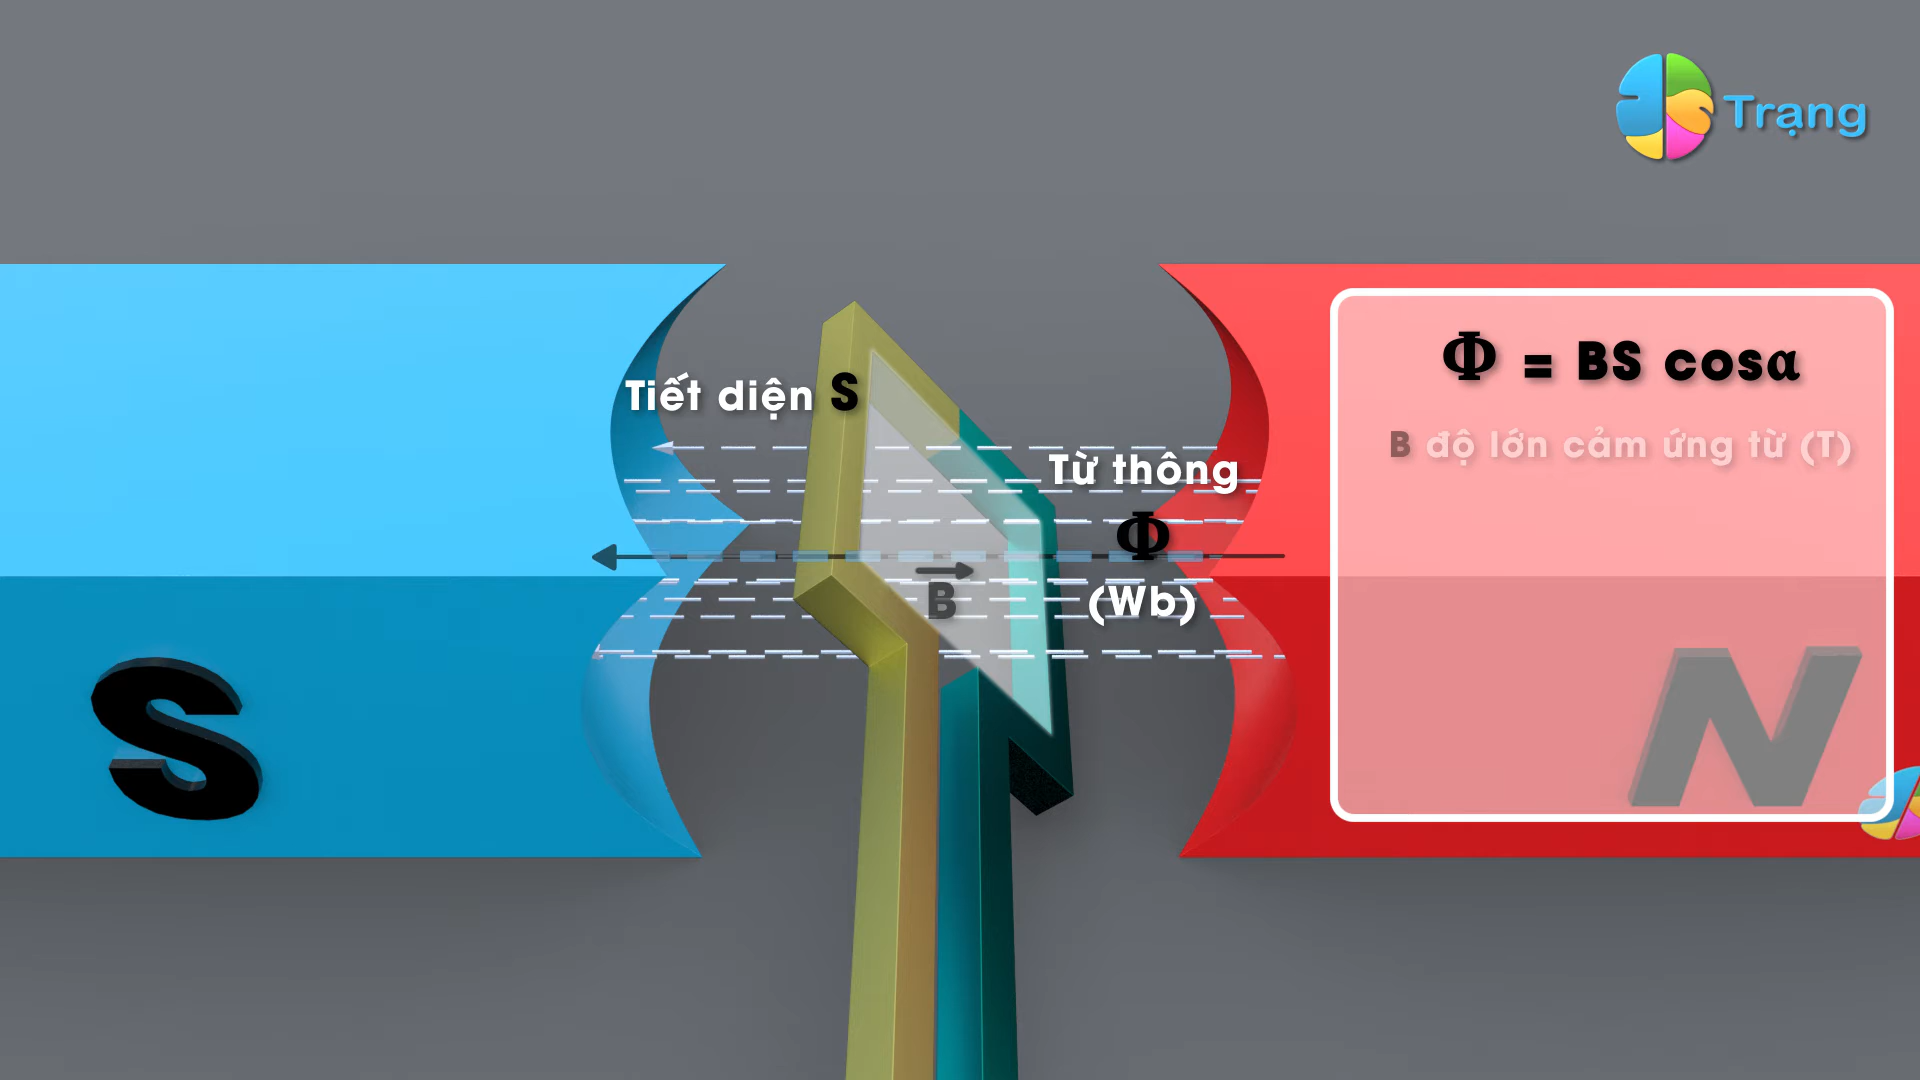 Trạng
Φ = BS cosα
B độ lớn cảm ứng từ (T)
Tiết diện S
Từ thông
Φ
(Wb)
B
S
N